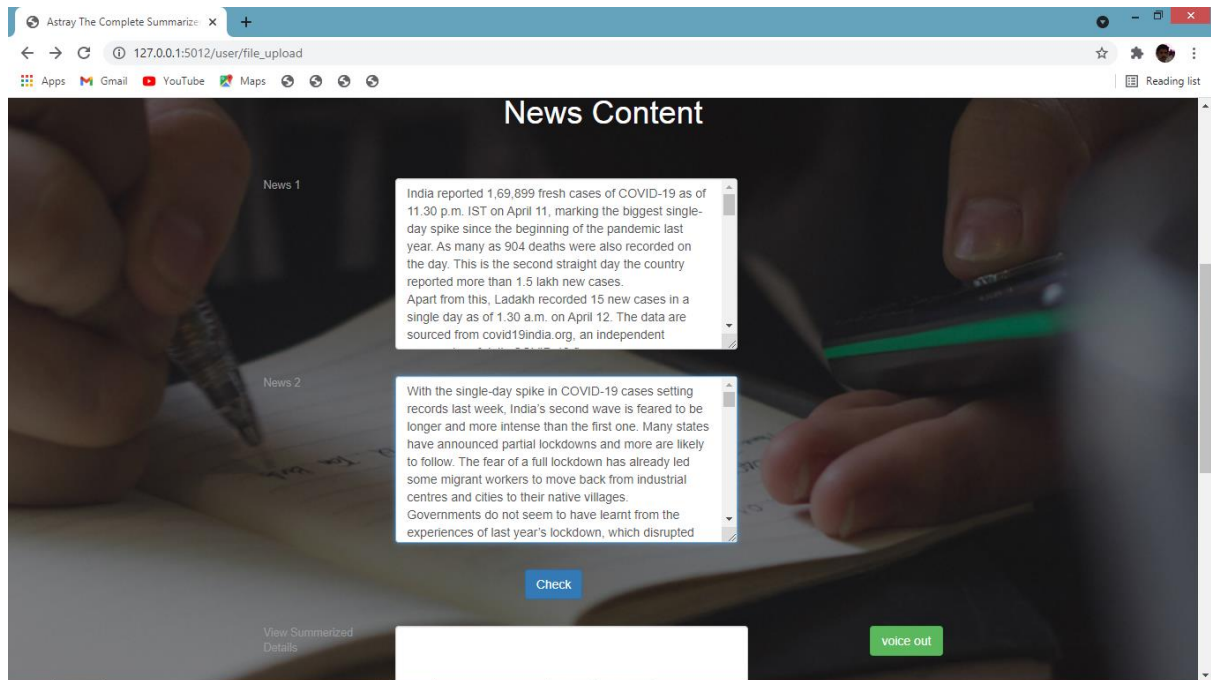 Astray The Complete Summarize
127.0.0.1:5012/user/file_upload
Apps Gmail YouTube Maps Reading list
News Content
News 1
India reported 1,69,899 fresh cases of COVID-19 as of
11.30 p.m. IST on April 11, marking the biggest single-
day spike since the beginning of the pandemic last
year. As many as 904 deaths were also recorded on
the day. This is the second straight day the country
reported more than 1.5 lakh new cases.
Apart from this, Ladakh recorded 15 new cases in a
single day as of 1.30 a.m. on April 12. The data are
sourced from covid19india.org, an independent
News 2
With the single-day spike in COVID-19 cases setting
records last week, India's second wave is feared to be
longer and more intense than the first one. Many states
have announced partial lockdowns and more are likely
to follow. The fear of a full lockdown has already led
some migrant workers to move back from industrial
centres and cities to their native villages.
Governments do not seem to have learnt from the
experiences of last year's lockdown, which disrupted
Check
View Summarized
Details
voice out